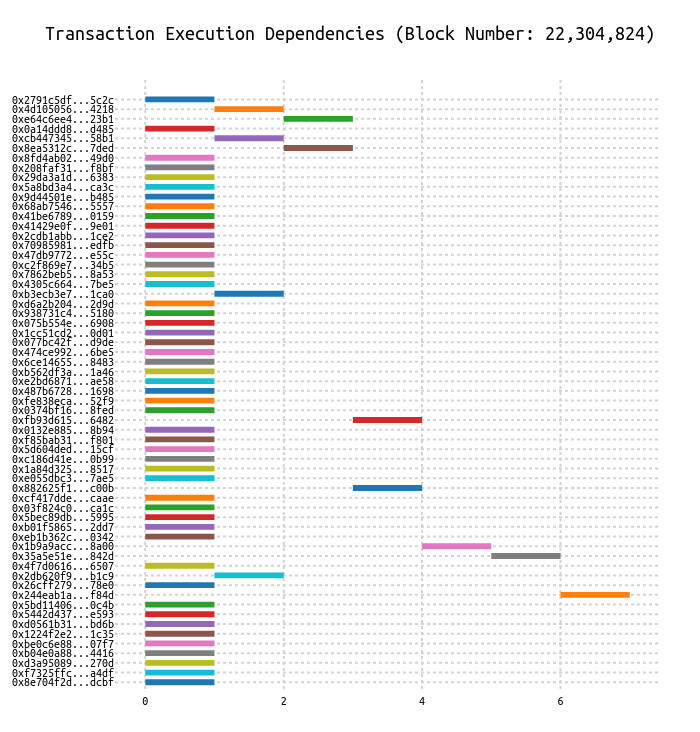 Transaction Execution Dependencies (Block Number: 22,304,824)
0x2791c5df...5c2c
0x4d105056...4218
0xe64c6ee4...23b1
0x0a14ddd8...d485
0xcb447345...58b1
0x8ea5312c...7ded
0x8fd4ab02...49d0
0x208faf31...f8bf
0x29da3a1d...6383
0x5a8bd3a4...ca3c
0x9d44501e...b485
0x68ab7546...5557
0x41be6789...0159
0x41429e0f...9e01
0x2cdb1abb...1ce2
0x70985981...edfb
0x47db9772...e55c
0xc2f869e7...34b5
0x7862beb5...8a53
0x4305c664...7be5
0xb3ecb3e7...1ca0
0xd6a2b204...2d9d
0x938731c4...5180
0x075b554e...6908
0x1cc51cd2...0d01
0x077bc42f...d9de
0x474ce992...6be5
0x6ce14655...8483
0xb562df3a...1a46
0xe2bd6871...ae58
0x487b6728...1698
0xfe838eca...52f9
0x0374bf16...8fed
0xfb93d615...6482
0x0132e885...8b94
0xf85bab31...f801
0x5d604ded...15cf
0xc186d41e...0b99
0x1a84d325...8517
0xe055dbc3...7ae5
0x882625f1...c00b
0xcf417dde...caae
0x03f824c0...ca1c
0x5bec89db...5995
0xb01f5865...2dd7
0xeb1b362c...0342
0x1b9a9acc...8a00
0x35a5e51e...842d
0x4f7d0616...6507
0x2db620f9...b1c9
0x26cff279...78e0
0x244eab1a...f84d
0x5bd11406...0c4b
0x5442d437...e593
0xd0561b31...bd6b
0x1224f2e2...1c35
0xbe0c6e88...07f7
0xb04e0a88...4416
0xd3a95089...270d
0xf7325ffc...a4df
0x8e704f2d...dcbf
0 2 4 6